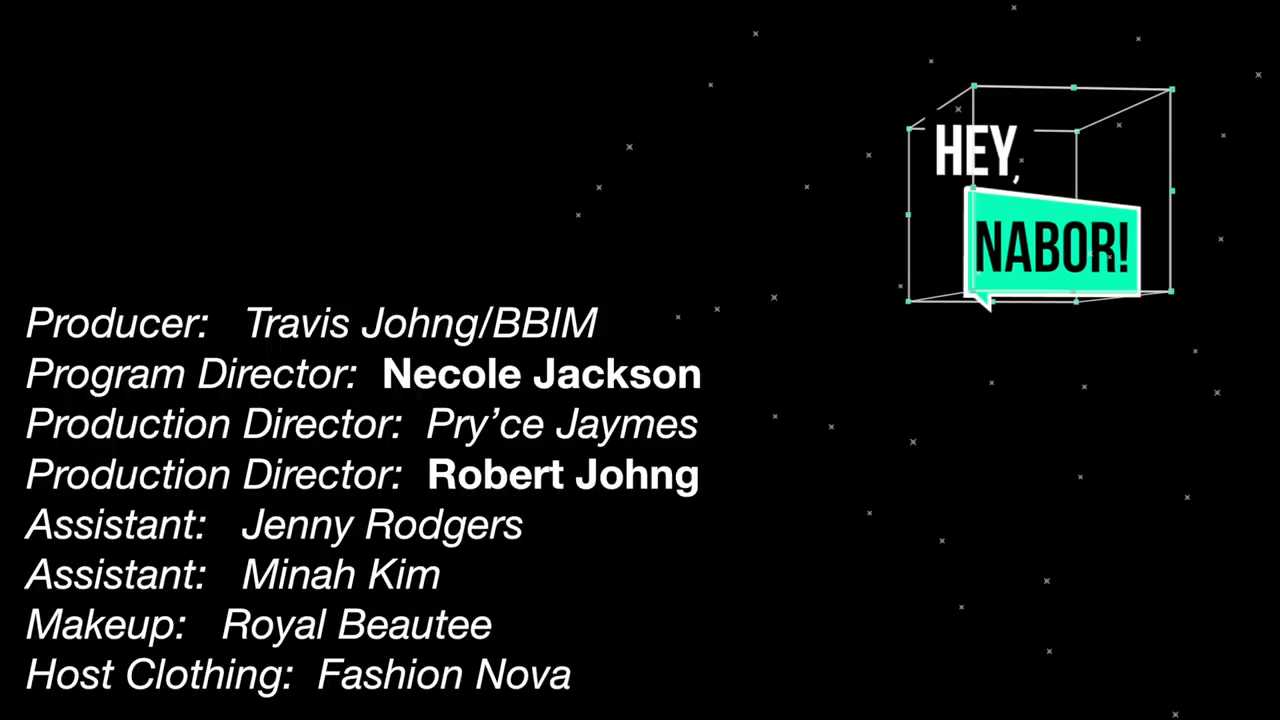 HEY,
NABOR!
Producer: Travis Johng/BBIM
Program Director: Necole Jackson
Production Director: Pry’ce Jaymes
Production Director: Robert Johng
Assistant: Jenny Rodgers
Assistant: Minah Kim
Makeup: Royal Beautee
Host Clothing: Fashion Nova